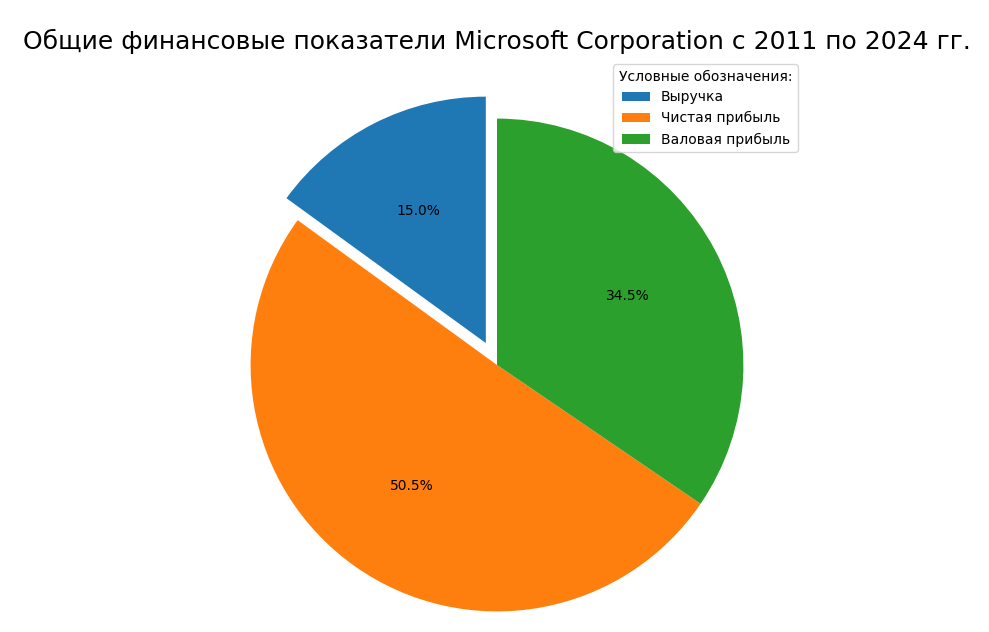 Общие финансовые показатели Microsoft Corporation с 2011 по 2024 гг.
Условные обозначения:
Выручка
Чистая прибыль
Валовая прибыль
15.0%
34.5%
50.5%